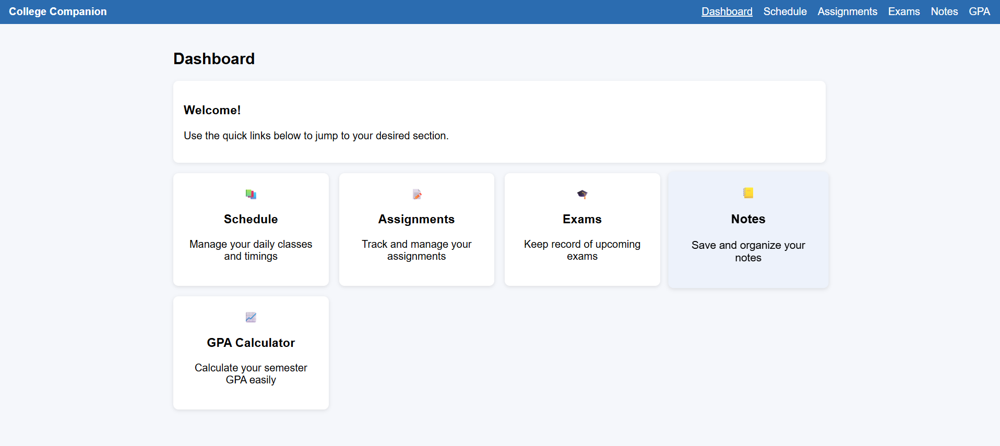 College Companion
Dashboard Schedule Assignments Exams Notes GPA
Dashboard
Welcome!
Use the quick links below to jump to your desired section.
Schedule
Manage your daily classes
and timings
Assignments
Track and manage your
assignments
Exams
Keep record of upcoming
exams
Notes
Save and organize your
notes
GPA Calculator
Calculate your semester
GPA easily